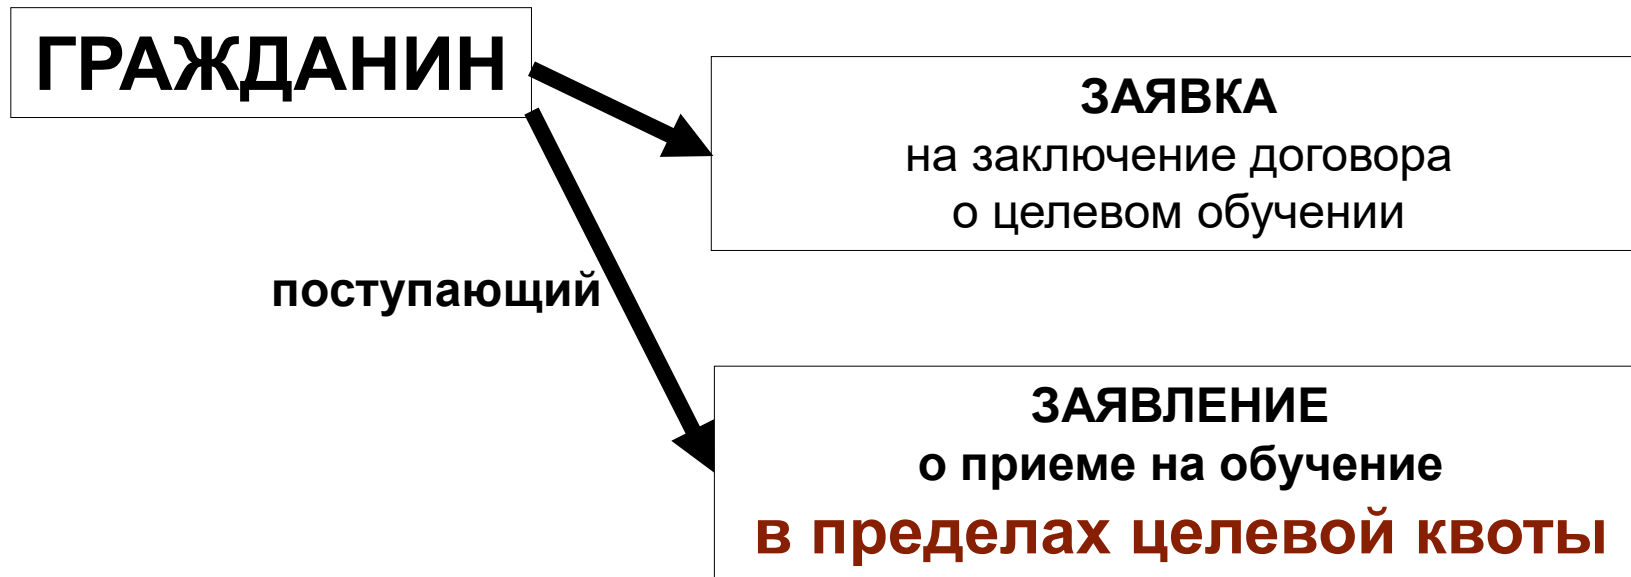 ГРАЖДАНИН
ЗАЯВКА
на заключение договора
о целевом обучении
поступающий
ЗАЯВЛЕНИЕ
о приеме на обучение
в пределах целевой квоты